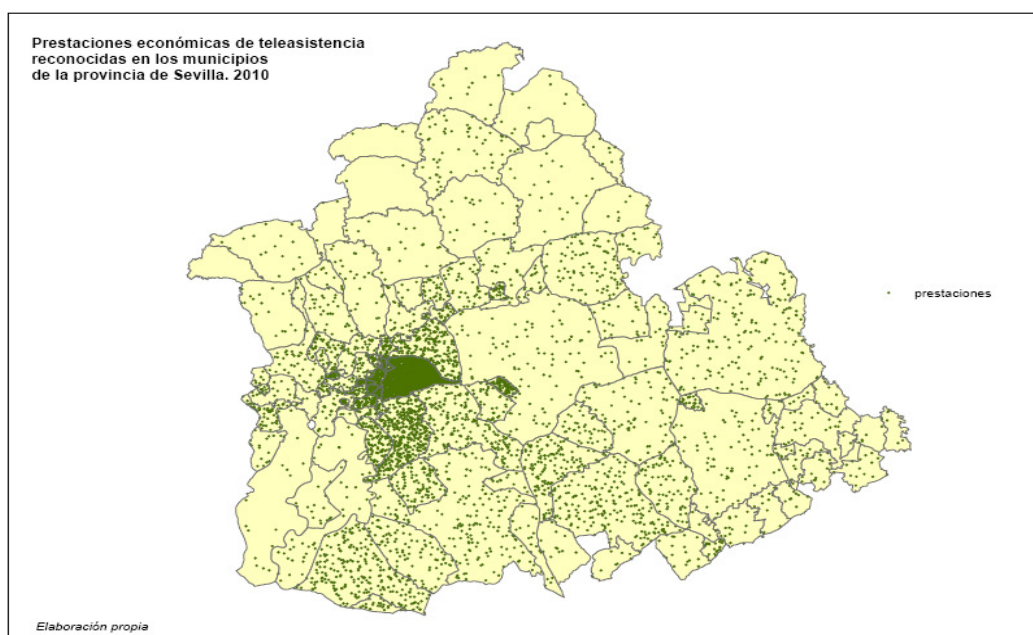 Prestaciones económicas de teleasistencia
reconocidas en los municipios
de la provincia de Sevilla. 2010
prestaciones
Elaboración propia